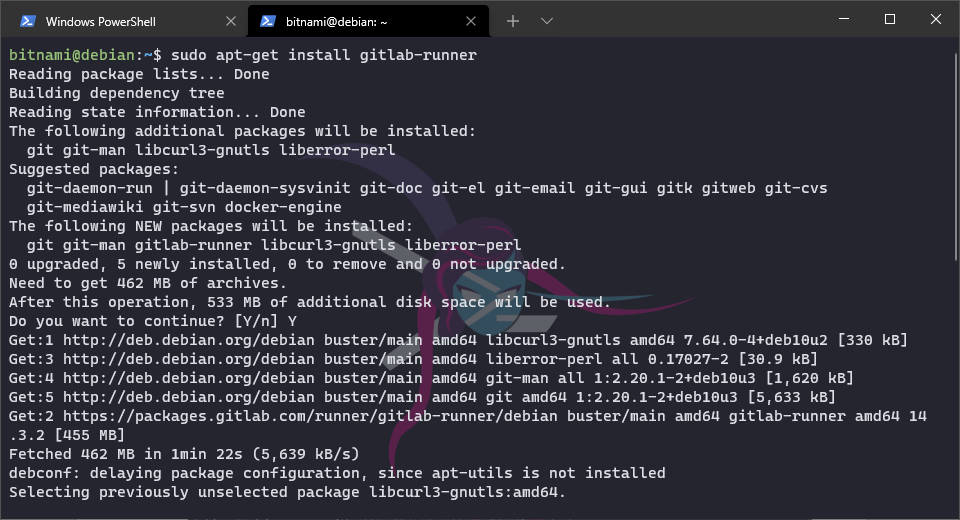 Windows PowerShell
bitnami@debian: ~
bitnami@debian:~$ sudo apt-get install gitlab-runner
Reading package lists... Done
Building dependency tree
Reading state information... Done
The following additional packages will be installed:
  git git-man libcurl3-gnutls liberror-perl
Suggested packages:
  git-daemon-run | git-daemon-sysvinit git-doc git-el git-email git-gui gitk gitweb git-cvs
  git-mediawiki git-svn docker-engine
The following NEW packages will be installed:
  git git-man gitlab-runner libcurl3-gnutls liberror-perl
0 upgraded, 5 newly installed, 0 to remove and 0 not upgraded.
Need to get 462 MB of archives.
After this operation, 533 MB of additional disk space will be used.
Do you want to continue? [Y/n] Y
Get:1 http://deb.debian.org/debian buster/main amd64 libcurl3-gnutls amd64 7.64.0-4+deb10u2 [330 kB]
Get:3 http://deb.debian.org/debian buster/main amd64 liberror-perl all 0.17027-2 [30.9 kB]
Get:4 http://deb.debian.org/debian buster/main amd64 git-man all 1:2.20.1-2+deb10u3 [1,620 kB]
Get:5 http://deb.debian.org/debian buster/main amd64 git amd64 1:2.20.1-2+deb10u3 [5,633 kB]
Get:2 https://packages.gitlab.com/runner/gitlab-runner/debian buster/main amd64 gitlab-runner amd64 14
.3.2 [455 MB]
Fetched 462 MB in 1min 22s (5,639 kB/s)
debconf: delaying package configuration, since apt-utils is not installed
Selecting previously unselected package libcurl3-gnutls:amd64.